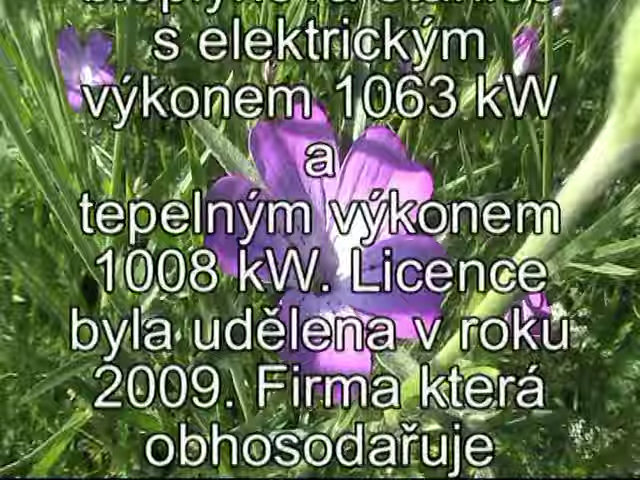 s elektrickým
výkonem 1063 kW
a
tepelným výkonem
1008 kW. Licence
byla udělena v roku
2009. Firma která
obhosodařuje